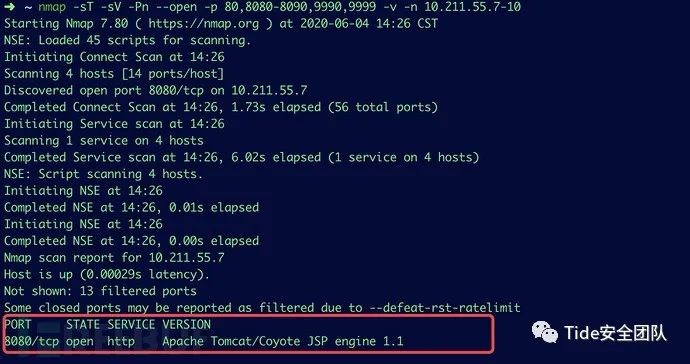 ➜ ~ nmap -sT -sV -Pn --open -p 80,8080-8090,9990,9999 -v -n 10.211.55.7-10
Starting Nmap 7.80 ( https://nmap.org ) at 2020-06-04 14:26 CST
NSE: Loaded 45 scripts for scanning.
Initiating Connect Scan at 14:26
Scanning 4 hosts [14 ports/host]
Discovered open port 8080/tcp on 10.211.55.7
Completed Connect Scan at 14:26, 1.73s elapsed (56 total ports)
Initiating Service scan at 14:26
Scanning 1 service on 4 hosts
Completed Service scan at 14:26, 6.02s elapsed (1 service on 4 hosts)
NSE: Script scanning 4 hosts.
Initiating NSE at 14:26
Completed NSE at 14:26, 0.01s elapsed
Initiating NSE at 14:26
Completed NSE at 14:26, 0.00s elapsed
Nmap scan report for 10.211.55.7
Host is up (0.00029s latency).
Not shown: 13 filtered ports
Some closed ports may be reported as filtered due to --defeat-rst-ratelimit
PORT STATE SERVICE VERSION
8080/tcp open http Apache Tomcat/Coyote JSP engine 1.1
Tide安全团队